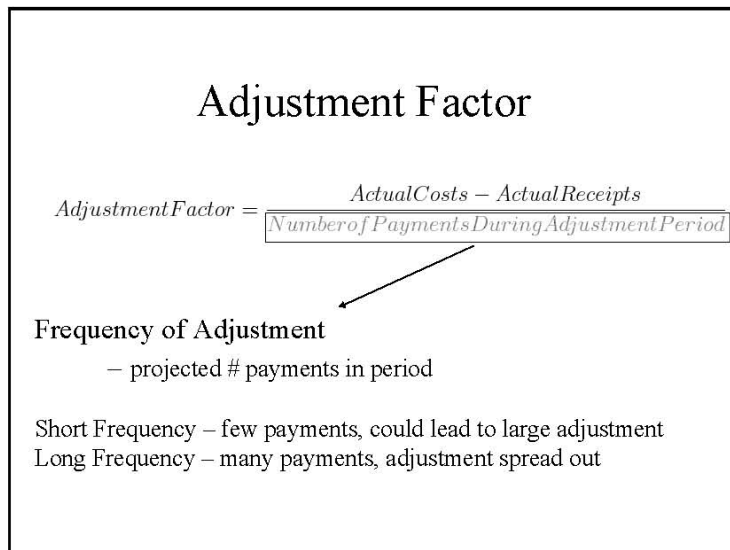 Adjustment Factor
AdjustmentFactor = ActualCosts − ActualReceipts / NumberofPaymentsDuringAdjustmentPeriod
Frequency of Adjustment
– projected # payments in period
Short Frequency – few payments, could lead to large adjustment
Long Frequency – many payments, adjustment spread out